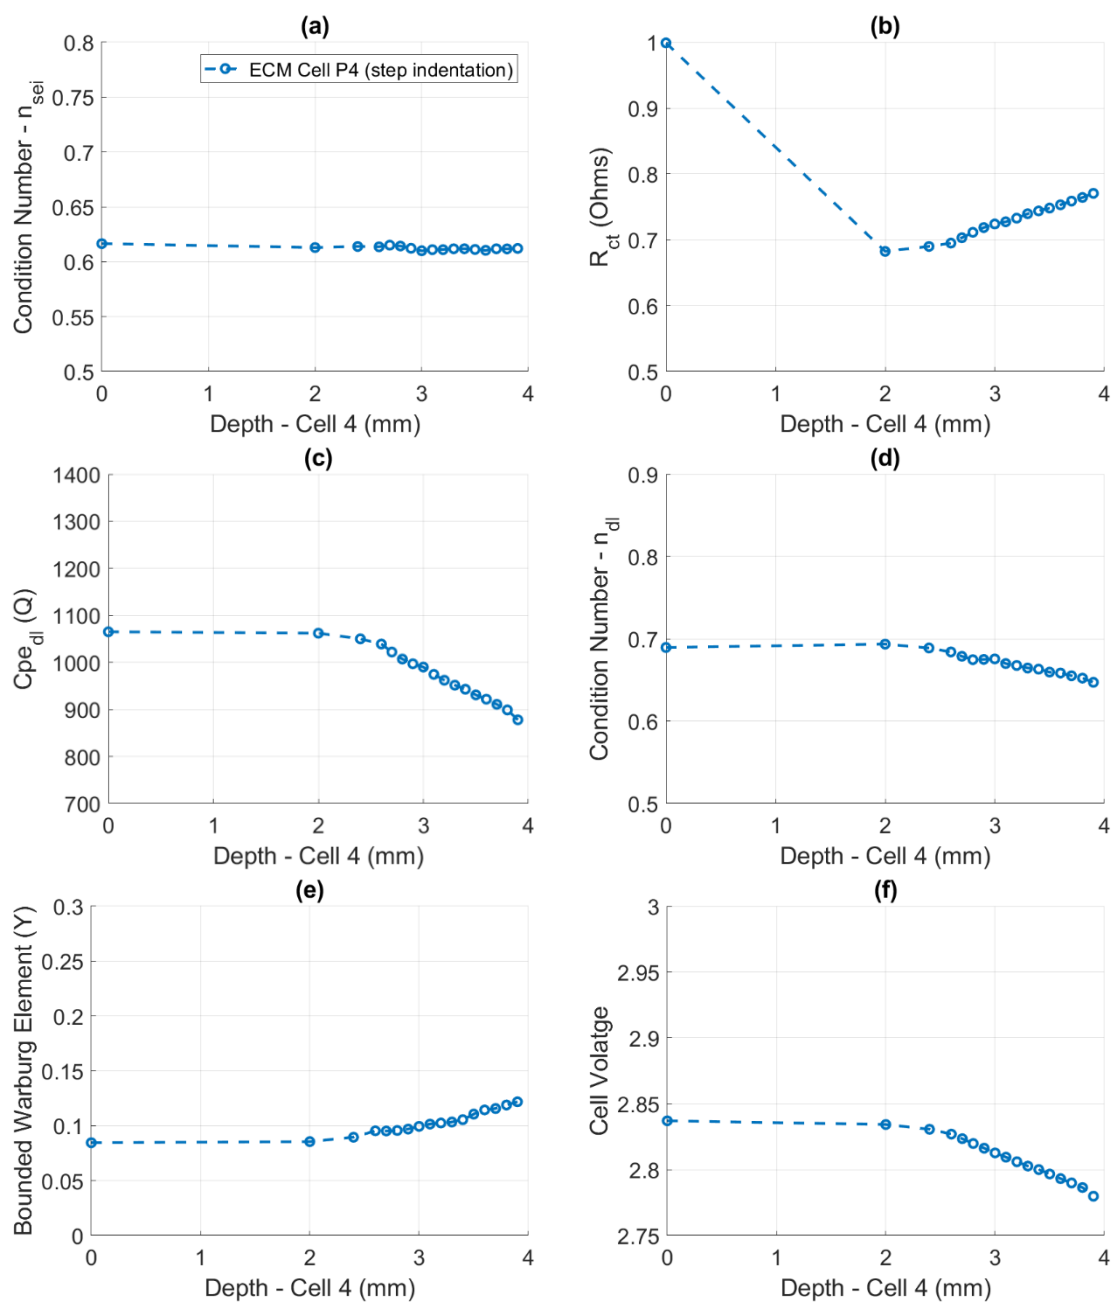 (a)
0.8
0.75
0.7
0.65
0.6
0.55
0.5
Condition Number - n_sei
ECM Cell P4 (step indentation)
0 1 2 3 4
Depth - Cell 4 (mm)
(b)
1
0.9
0.8
0.7
0.6
0.5
R_ct (Ohms)
0 1 2 3 4
Depth - Cell 4 (mm)
(c)
1400
1300
1200
1100
1000
900
800
700
Cpe_dl (Q)
0 1 2 3 4
Depth - Cell 4 (mm)
(d)
0.9
0.8
0.7
0.6
0.5
Condition Number - n_dl
0 1 2 3 4
Depth - Cell 4 (mm)
(e)
0.3
0.25
0.2
0.15
0.1
0.05
0
Bounded Warburg Element (Y)
0 1 2 3 4
Depth - Cell 4 (mm)
(f)
3
2.95
2.9
2.85
2.8
2.75
Cell Volatge
0 1 2 3 4
Depth - Cell 4 (mm)